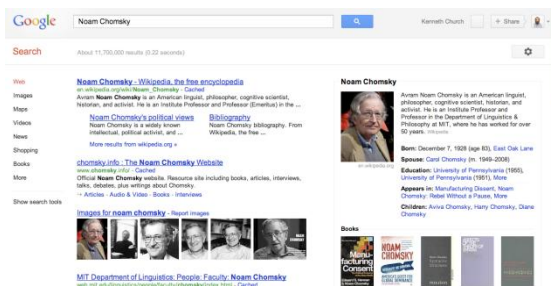 Google
Noam Chomsky
Kenneth Church
+ Share
Search
About 11,700,000 results (0.22 seconds)
Web
Images
Maps
Videos
News
Shopping
Books
More
Show search tools
Noam Chomsky - Wikipedia, the free encyclopedia
en.wikipedia.org/wiki/Noam_Chomsky - Cached
Avram Noam Chomsky is an American linguist, philosopher, cognitive scientist,
historian, and activist. He is an Institute Professor and Professor (Emeritus) in the ...
Noam Chomsky's political views
Noam Chomsky is a widely known
intellectual, political activist, and ...
Bibliography
Noam Chomsky bibliography. From
Wikipedia, the free ...
More results from wikipedia.org »
chomsky.info : The Noam Chomsky Website
www.chomsky.info/ - Cached
Official Noam Chomsky website. Resource site including books, articles, interviews,
talks, debates, plus writings about Chomsky.
Articles - Audio & Video - Books - Interviews
Images for noam chomsky - Report images
MIT Department of Linguistics: People: Faculty: Noam Chomsky
Noam Chomsky
Avram Noam Chomsky is an American linguist,
philosopher, cognitive scientist, historian, and
activist. He is an Institute Professor and
Professor in the Department of Linguistics &
Philosophy at MIT, where he has worked for over
50 years. Wikipedia
en.wikipedia.org
Born: December 7, 1928 (age 83), East Oak Lane
Spouse: Carol Chomsky (m. 1949–2008)
Education: University of Pennsylvania (1955),
University of Pennsylvania (1951), More
Appears in: Manufacturing Dissent, Noam
Chomsky: Rebel Without a Pause, More
Children: Aviva Chomsky, Harry Chomsky, Diane
Chomsky
Books
Manufacturing
Consent
NOAM
CHOMSKY